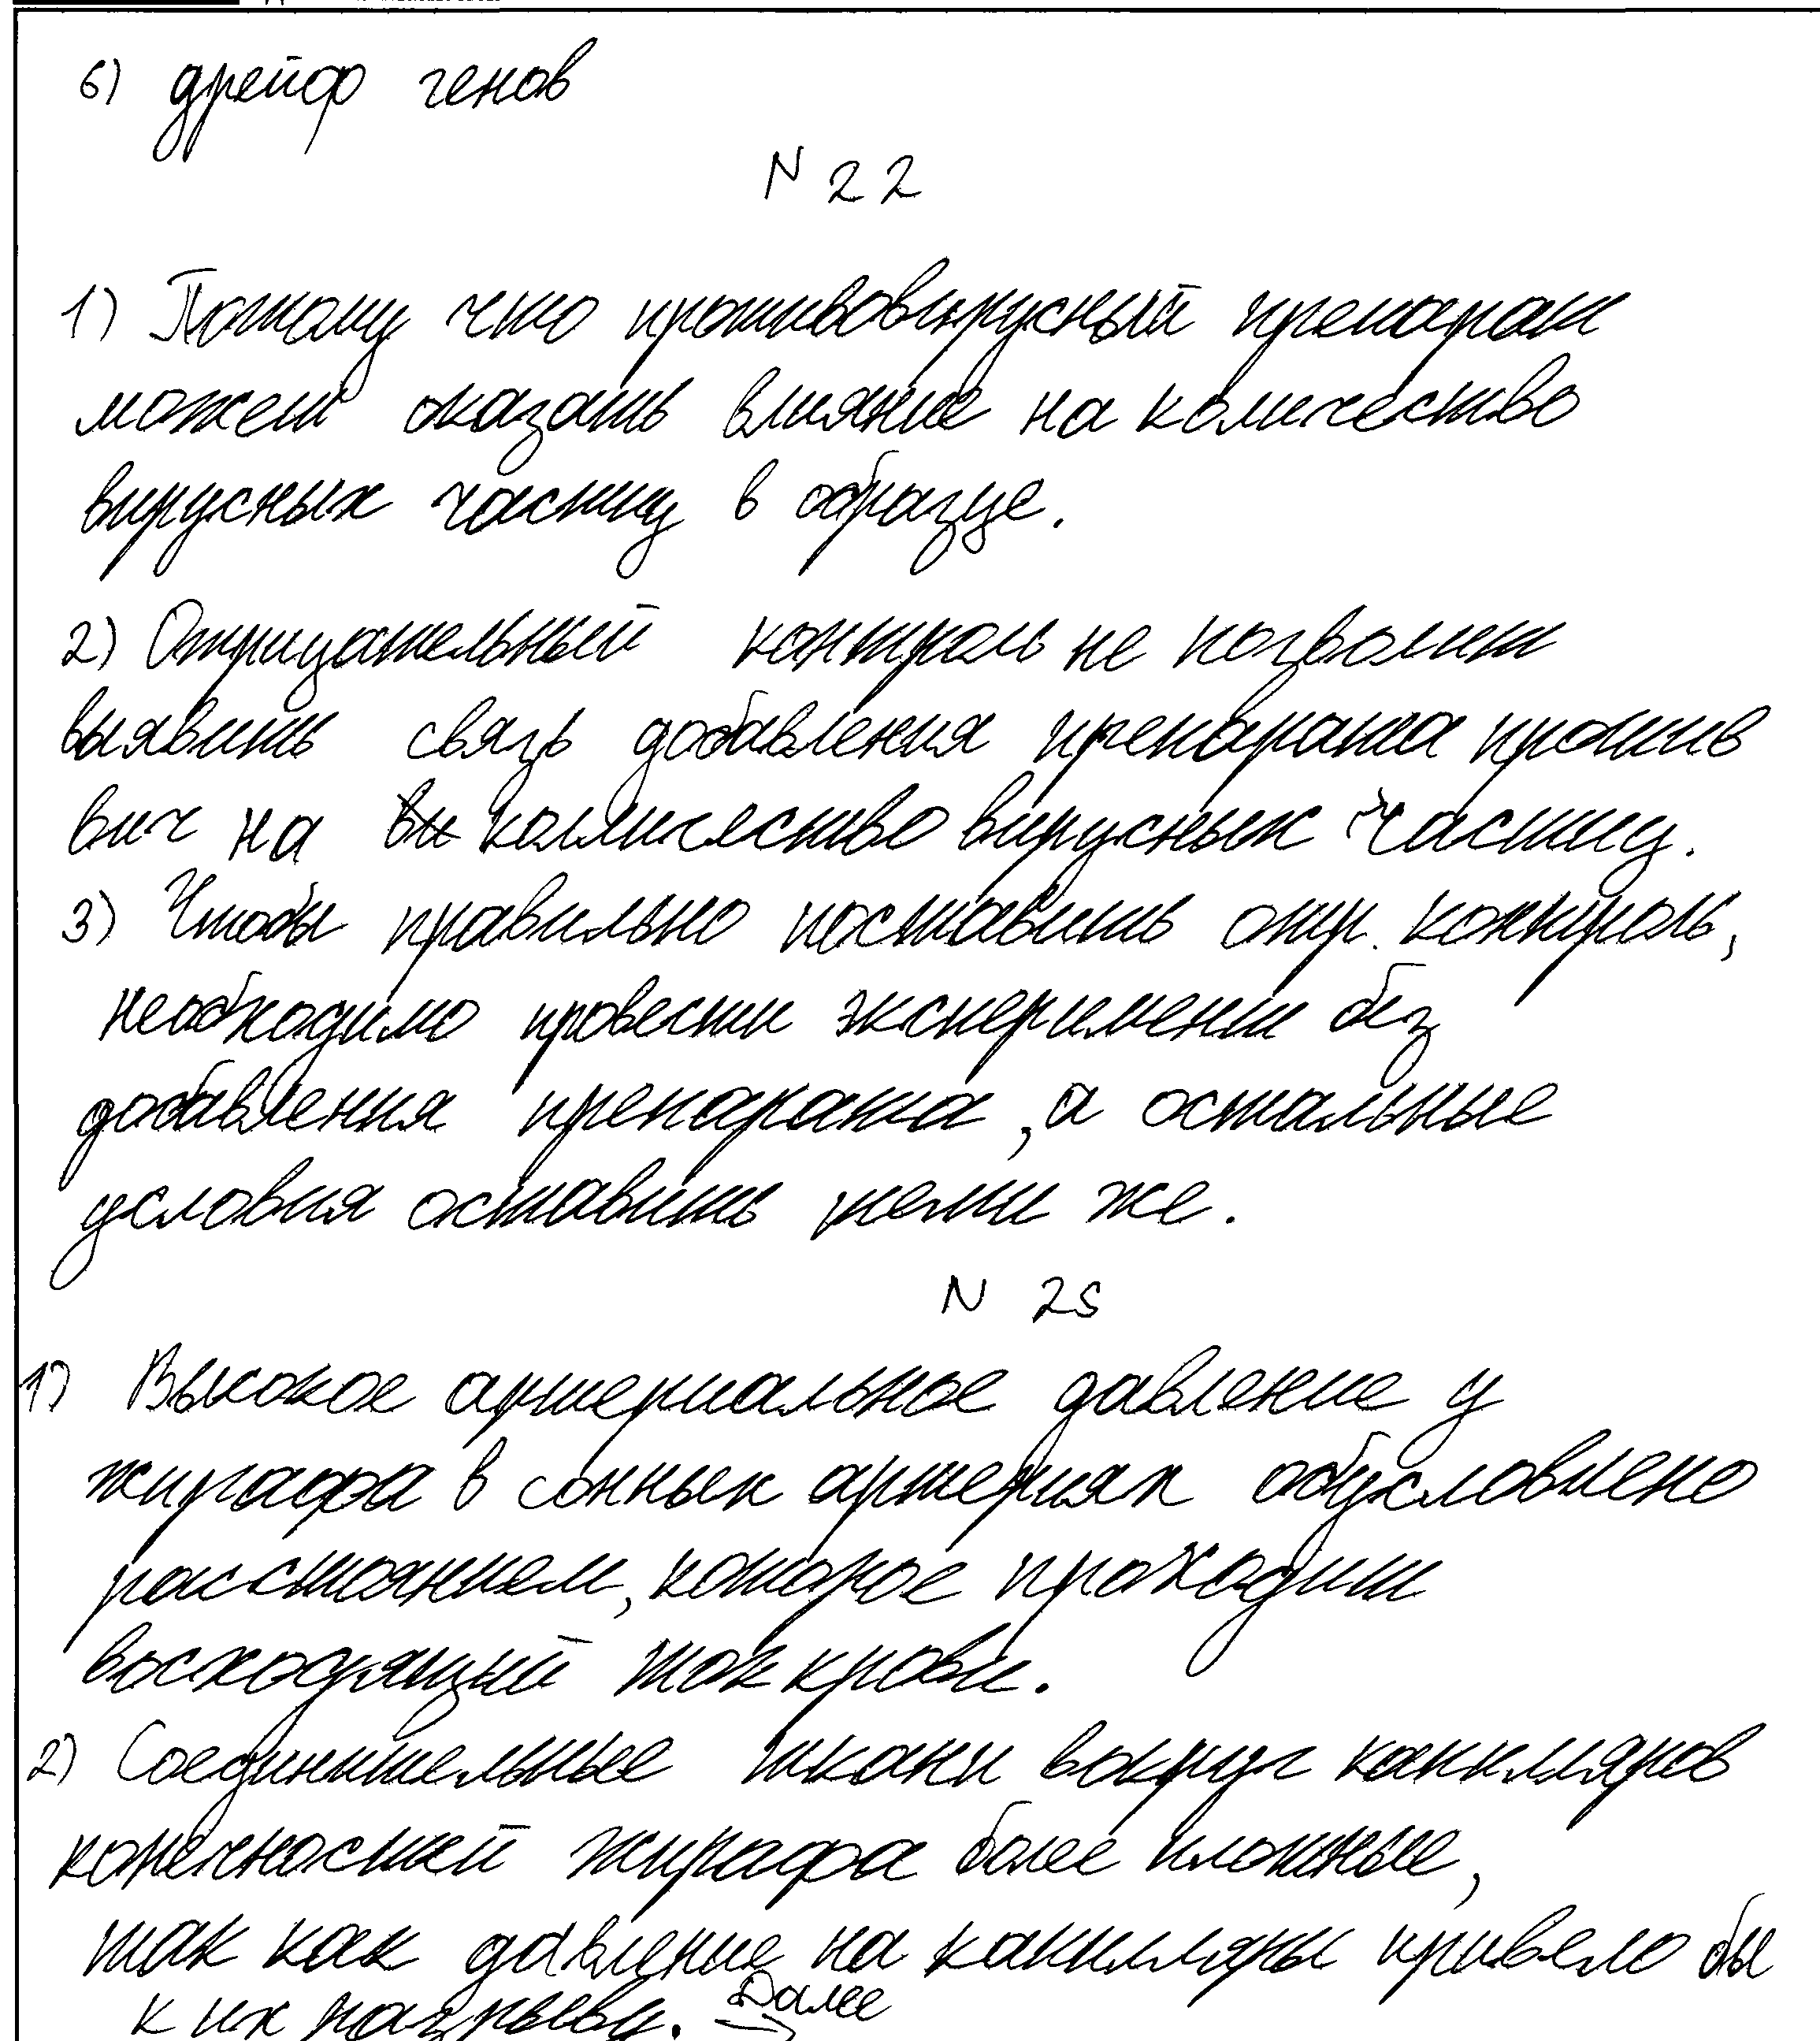 6) дрейф генов
N 22
1) Потому что противовирусный препарат
может оказать влияние на количество
вирусных частиц в образце.
2) Отрицательный контроль не позволит
выявить связь добавления препарата против
вич на количество вирусных частиц.
3) Чтобы правильно поставить отр. контроль,
необходимо провести эксперимент без
добавления препарата, а остальные
условия оставить теми же.
N 25
1) Высокое артериальное давление у
жирафа в сонных артериях обусловлено
расстоянием, которое проходит
восходящий ток крови.
2) Соединительные ткани вокруг капилляров
конечностей жирафа более плотные,
так как давление на капилляры привело бы
к их разрыву. Далее →